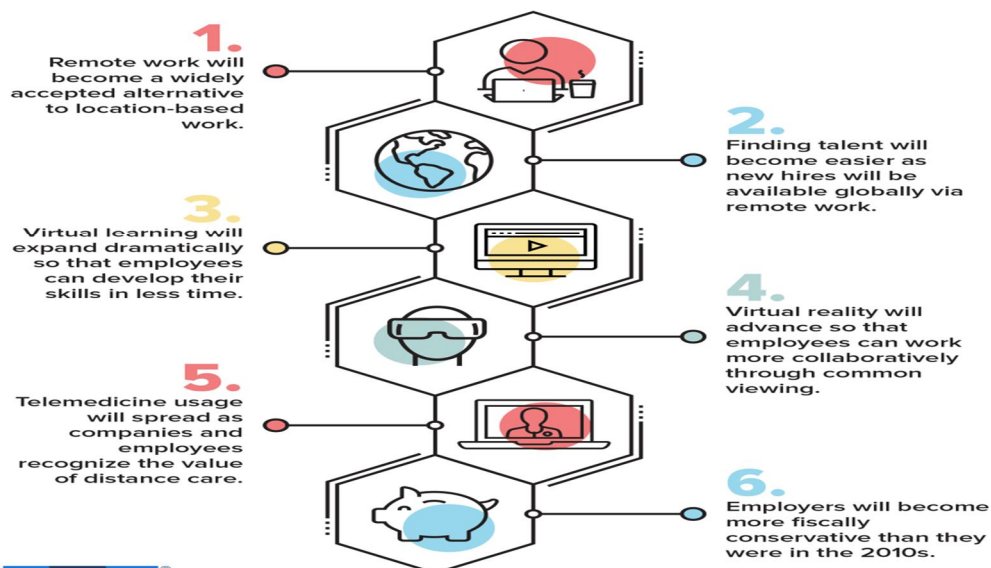 1.
Remote work will
become a widely
accepted alternative
to location-based
work.
2.
Finding talent will
become easier as
new hires will be
available globally via
remote work.
3.
Virtual learning will
expand dramatically
so that employees
can develop their
skills in less time.
4.
Virtual reality will
advance so that
employees can work
more collaboratively
through common
viewing.
5.
Telemedicine usage
will spread as
companies and
employees
recognize the value
of distance care.
6.
Employers will become
more fiscally
conservative than they
were in the 2010s.